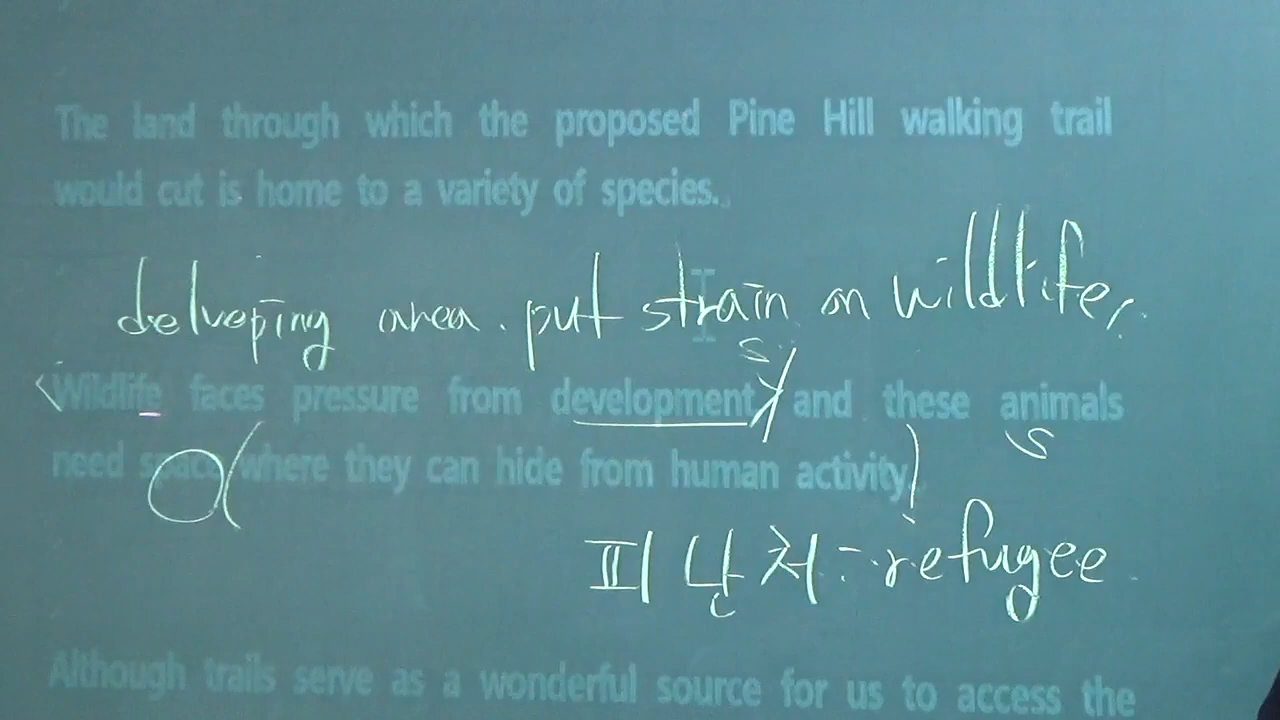 The land through which the proposed Pine Hill walking trail
would cut is home to a variety of species.
delveping area. put strain on wildlife,
S
Wildlife faces pressure from development, and these animals
S
need space where they can hide from human activity.
피난처 : refugee
Although trails serve as a wonderful source for us to access the